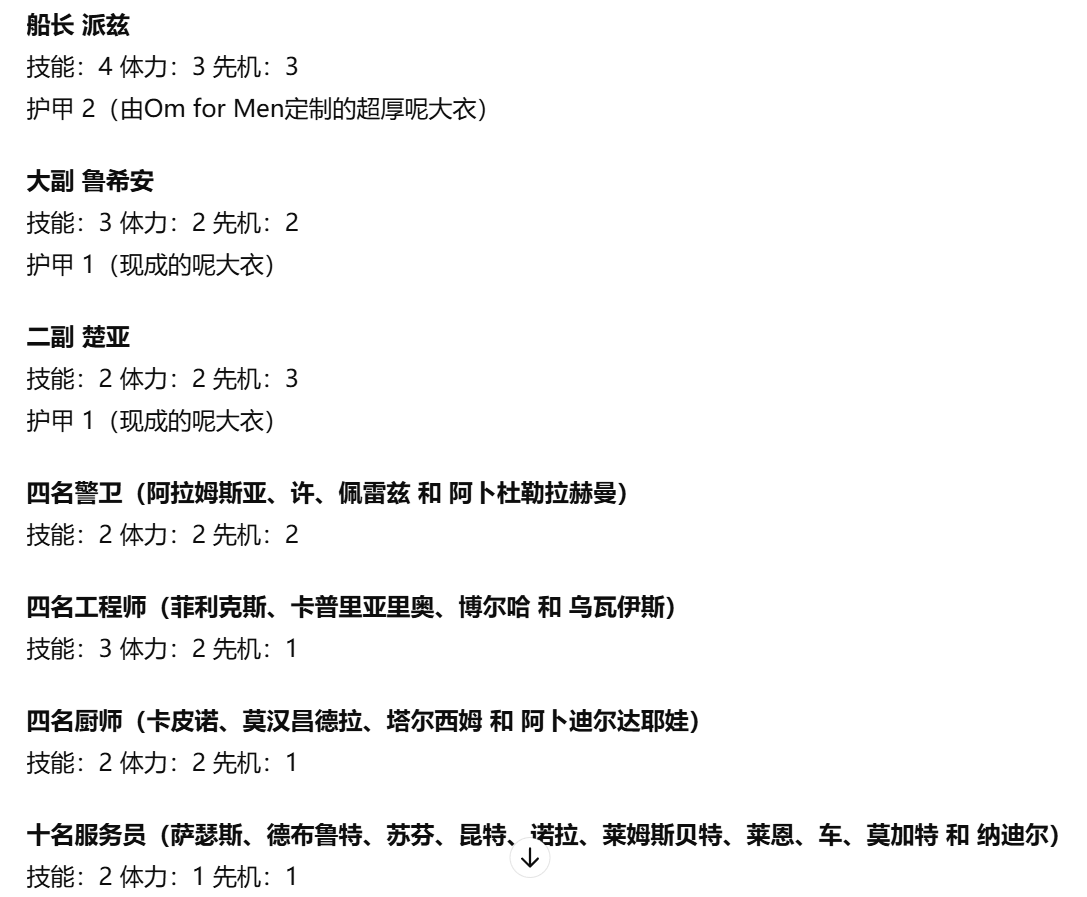 船长 派兹
技能：4 体力：3 先机：3
护甲 2（由Om for Men定制的超厚呢大衣）
大副 鲁希安
技能：3 体力：2 先机：2
护甲 1（现成的呢大衣）
二副 楚亚
技能：2 体力：2 先机：3
护甲 1（现成的呢大衣）
四名警卫（阿拉姆斯亚、许、佩雷兹 和 阿卜杜勒拉赫曼）
技能：2 体力：2 先机：2
四名工程师（菲利克斯、卡普里亚里奥、博尔哈 和 乌瓦伊斯）
技能：3 体力：2 先机：1
四名厨师（卡皮诺、莫汉昌德拉、塔尔西姆 和 阿卜迪尔达耶娃）
技能：2 体力：2 先机：1
十名服务员（萨瑟斯、德布鲁特、苏芬、昆特、诺拉、莱姆斯贝特、莱恩、车、莫加特 和 纳迪尔）
技能：2 体力：1 先机：1